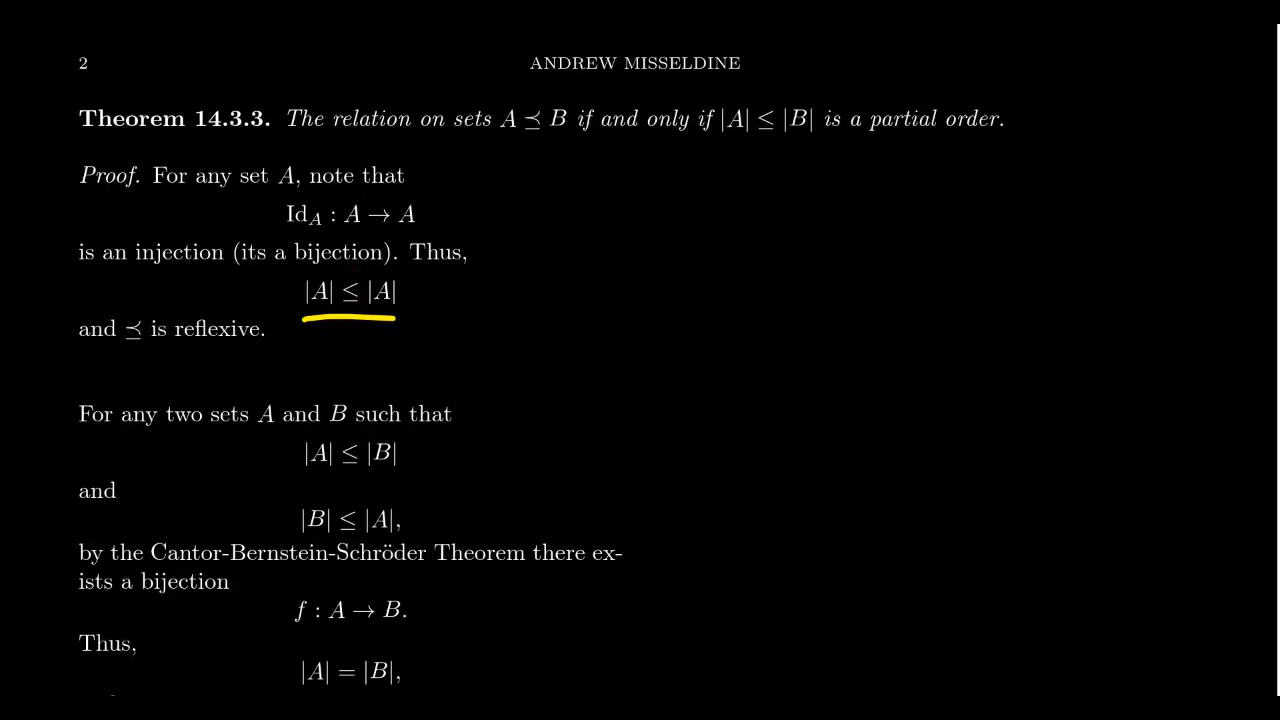 2
ANDREW MISSELDINE
Theorem 14.3.3. The relation on sets A ⪯ B if and only if |A| ≤ |B| is a partial order.
Proof. For any set A, note that
Id_A : A → A
is an injection (its a bijection). Thus,
|A| ≤ |A|
and ⪯ is reflexive.
For any two sets A and B such that
|A| ≤ |B|
and
|B| ≤ |A|,
by the Cantor-Bernstein-Schröder Theorem there ex-
ists a bijection
f : A → B.
Thus,
|A| = |B|,